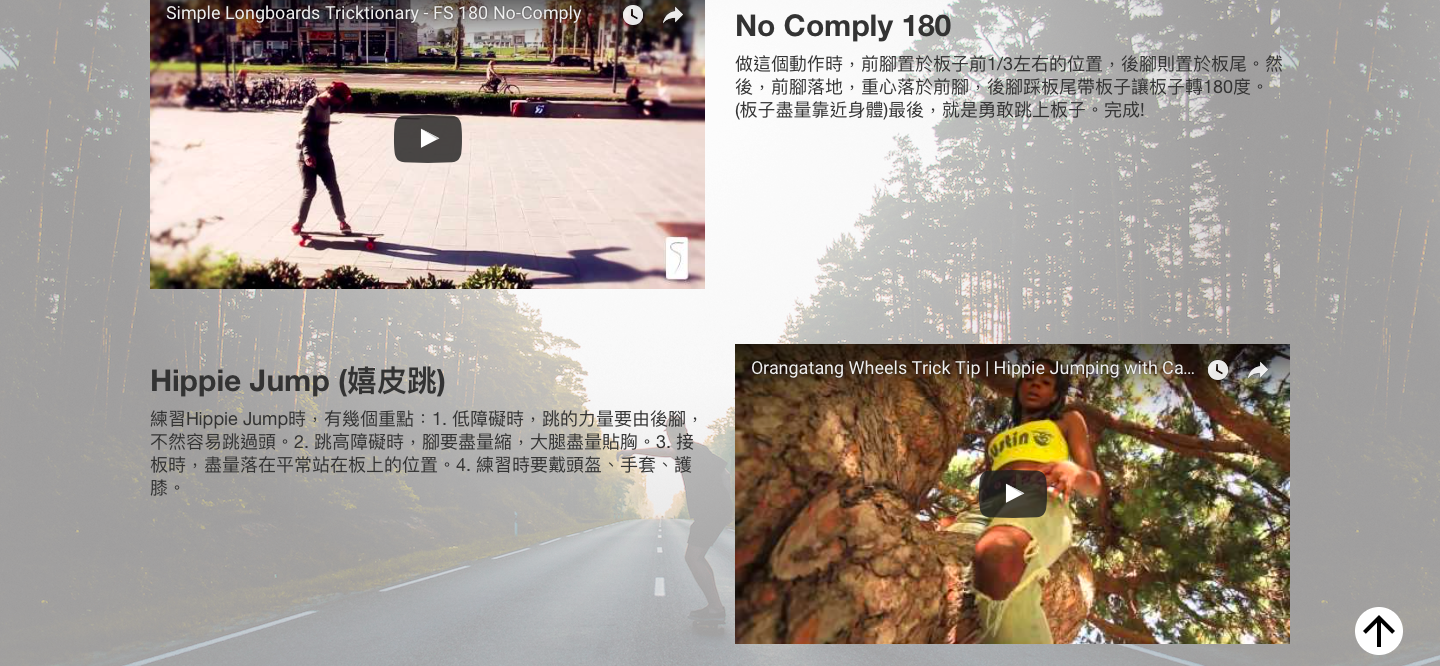 Simple Longboards Tricktionary - FS 180 No-Comply
No Comply 180
做這個動作時，前腳置於板子前1/3左右的位置，後腳則置於板尾。然
後，前腳落地，重心落於前腳，後腳踩板尾帶板子讓板子轉180度。
(板子盡量靠近身體)最後，就是勇敢跳上板子。完成!
Hippie Jump (嬉皮跳)
練習Hippie Jump時，有幾個重點：1. 低障礙時，跳的力量要由後腳，
不然容易跳過頭。2. 跳高障礙時，腳要盡量縮，大腿盡量貼胸。3. 接
板時，盡量落在平常站在板上的位置。4. 練習時要戴頭盔、手套、護
膝。
Orangatang Wheels Trick Tip | Hippie Jumping with Ca...
ustin